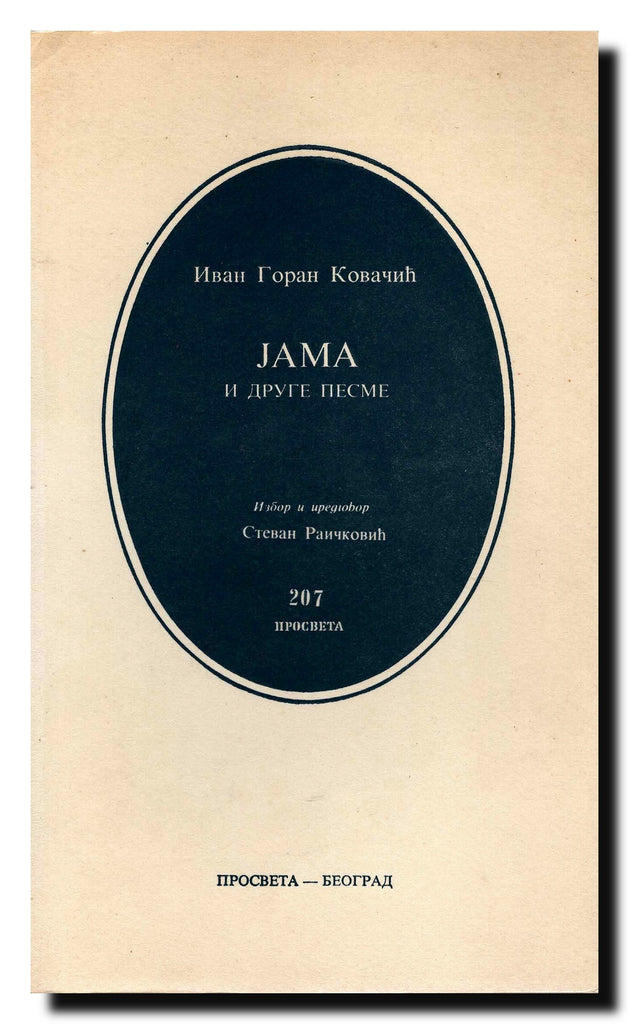 Иван Горан Ковачић
ЈАМА
И ДРУГЕ ПЕСМЕ
Избор и предговор
Стеван Раичковић
207
ПРОСВЕТА
ПРОСВЕТА — БЕОГРАД